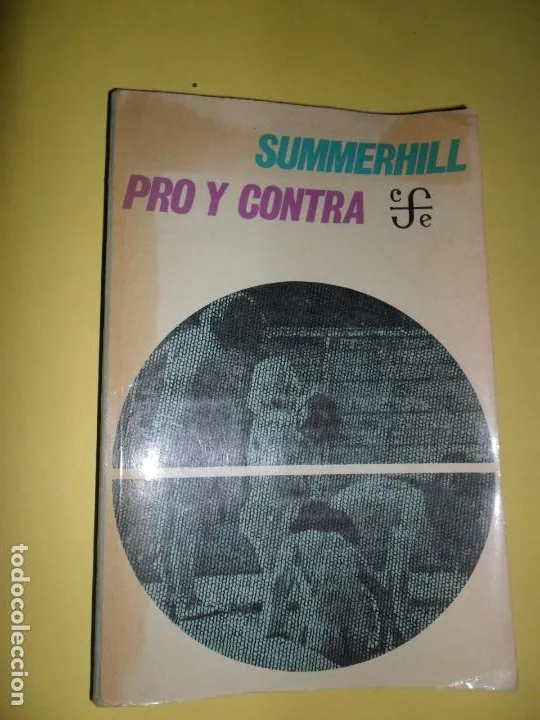 SUMMERHILL
PRO Y CONTRA
c f e
todocoleccion